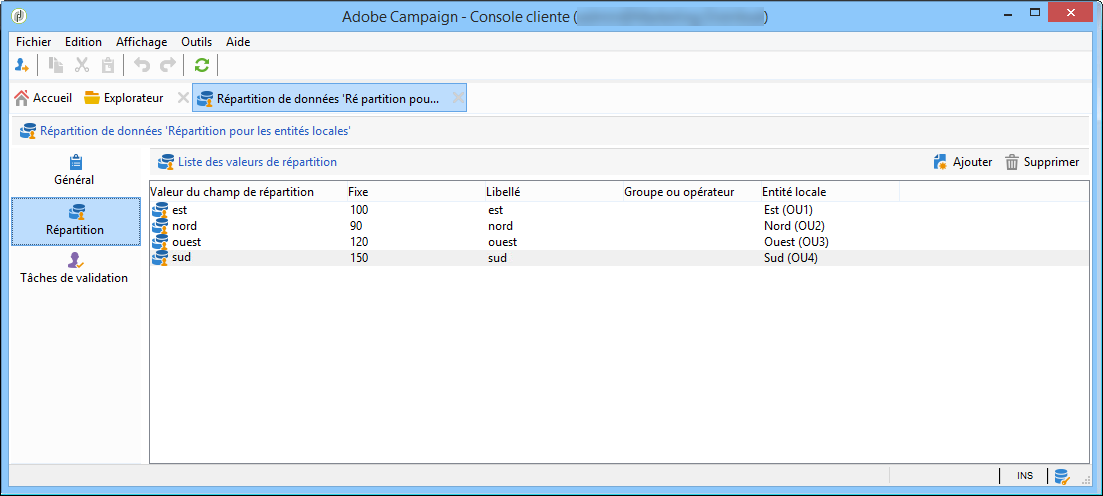 Adobe Campaign - Console cliente ( )
Fichier Edition Affichage Outils Aide
Accueil Explorateur Répartition de données 'Ré partition pou...
Répartition de données 'Répartition pour les entités locales'
Général
Répartition
Tâches de validation
Liste des valeurs de répartition Ajouter Supprimer
Valeur du champ de répartition Fixe Libellé Groupe ou opérateur Entité locale
est 100 est Est (OU1)
nord 90 nord Nord (OU2)
ouest 120 ouest Ouest (OU3)
sud 150 sud Sud (OU4)
INS